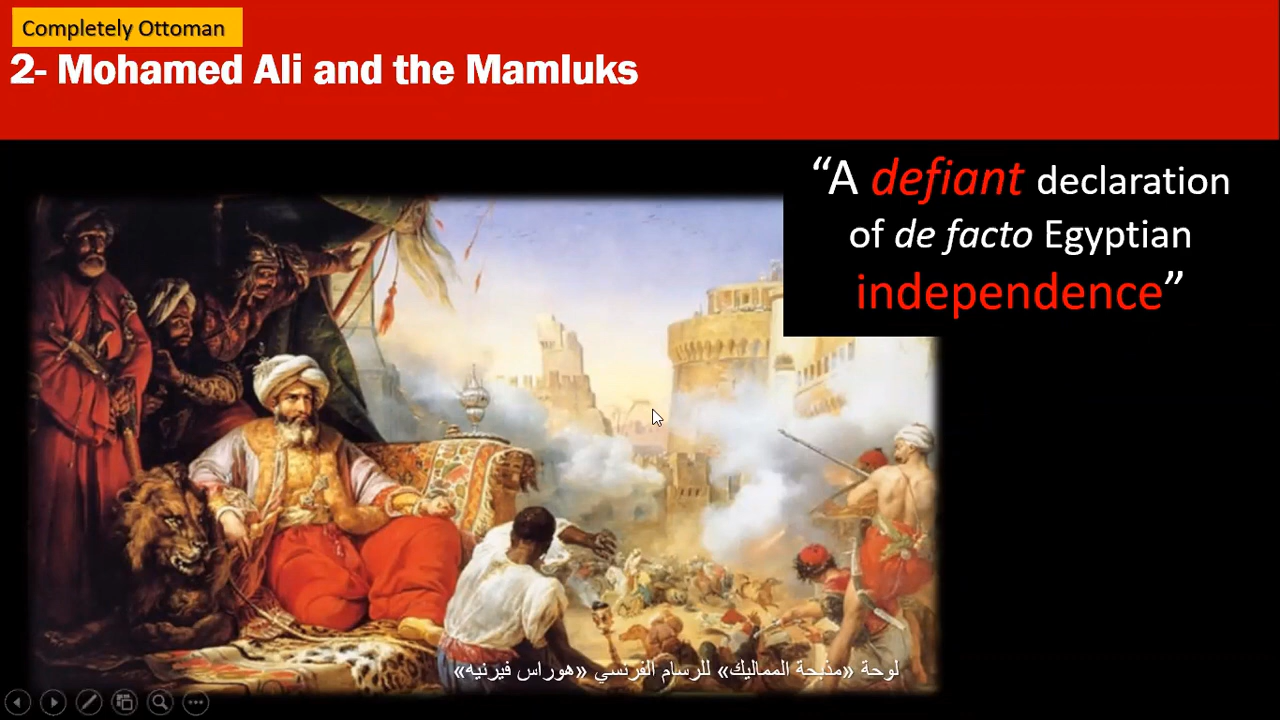 Completely Ottoman
2- Mohamed Ali and the Mamluks
“A defiant declaration
of de facto Egyptian
independence”
لوحة «مذبحة المماليك» للرسام الفرنسي «هوراس فيرنيه»